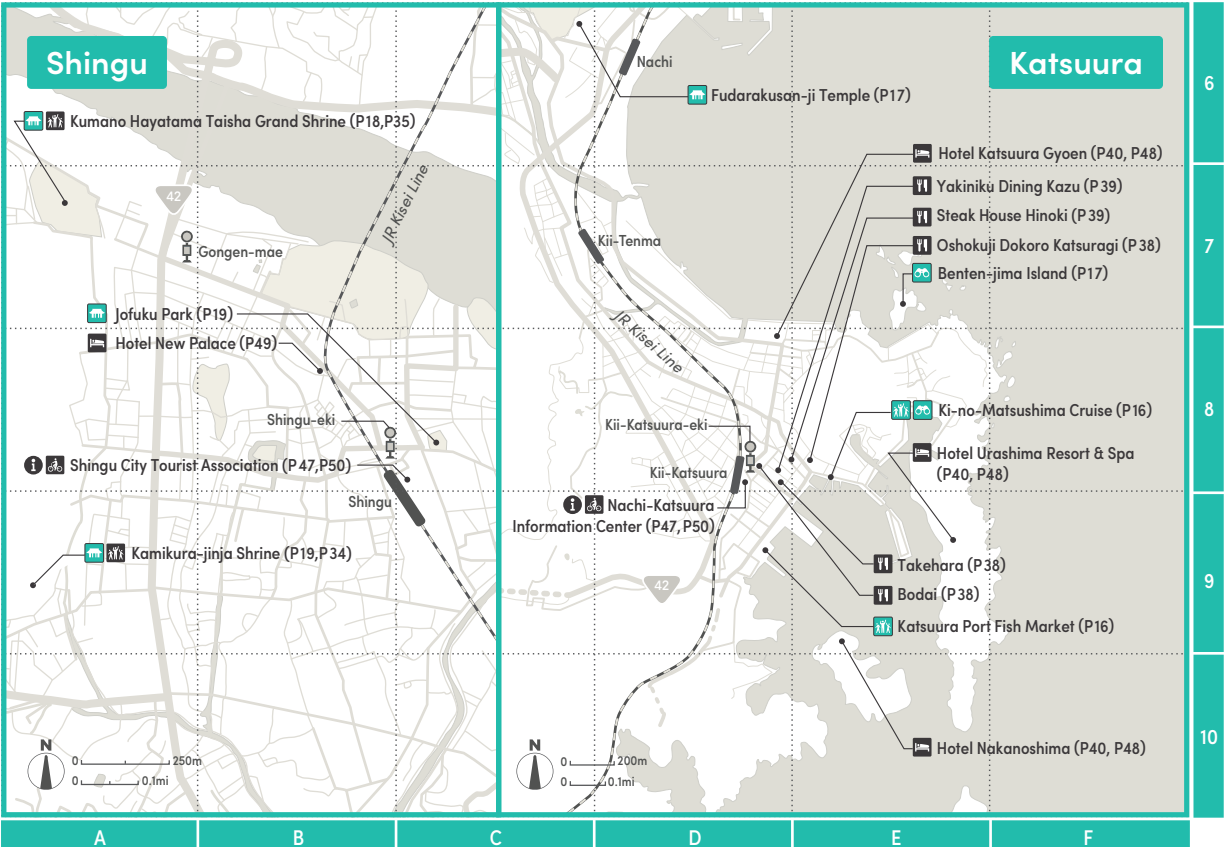 Shingu
Kumano Hayatama Taisha Grand Shrine (P18,P35)
42
JR Kisei Line
Gongen-mae
Jofuku Park (P19)
Hotel New Palace (P49)
Shingu-eki
Shingu City Tourist Association (P47,P50)
Shingu
Kamikura-jinja Shrine (P19,P34)
N
0
250m
0
0.1mi
Katsuura
Nachi
Fudarakusan-ji Temple (P17)
Hotel Katsuura Gyoen (P40, P48)
Yakiniku Dining Kazu (P39)
Steak House Hinoki (P39)
Kii-Tenma
Oshokuji Dokoro Katsuragi (P38)
Benten-jima Island (P17)
JR Kisei Line
Ki-no-Matsushima Cruise (P16)
Kii-Katsuura-eki
Hotel Urashima Resort & Spa
(P40, P48)
Kii-Katsuura
i Nachi-Katsuura
Information Center (P47,P50)
Takehara (P38)
42
Bodai (P38)
Katsuura Port Fish Market (P16)
Hotel Nakanoshima (P40, P48)
N
0
200m
0
0.1mi
6
7
8
9
10
A
B
C
D
E
F